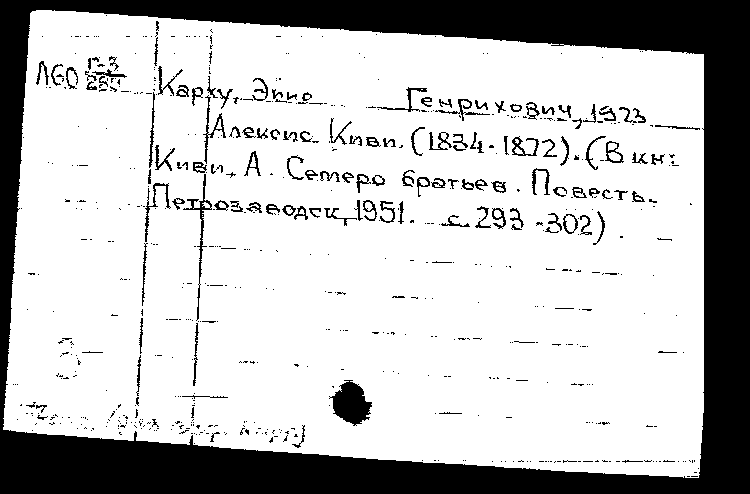 Л60 Г-3/284 Карху, Эйно Генрихович, 1923
Алексис Киви. (1834-1872). (В кн:
Киви, А. Семеро братьев. Повесть.
Петрозаводск, 1951. с. 293-302).
3